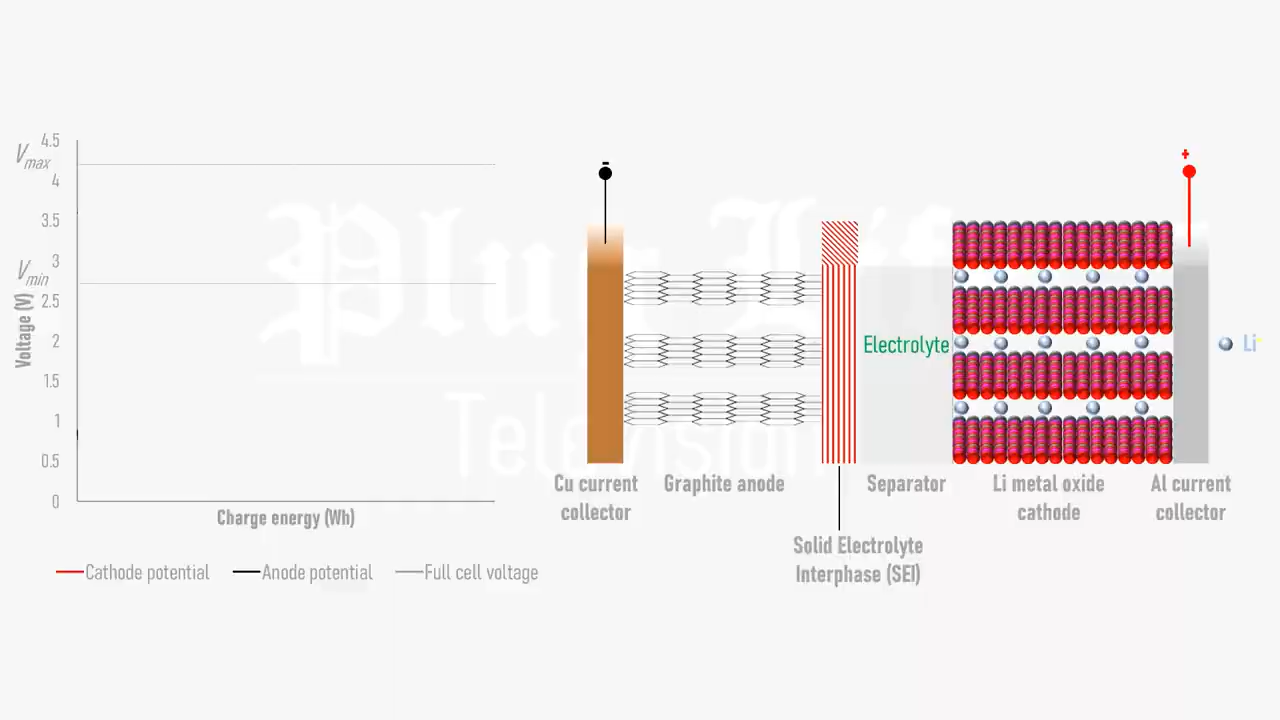 4.5
Vmax
4
3.5
3
Vmin
2.5
2
1.5
1
0.5
0
Voltage (V)
Charge energy (Wh)
Cathode potential
Anode potential
Full cell voltage
-
+
Electrolyte
Li
Cu current
collector
Graphite anode
Separator
Li metal oxide
cathode
Al current
collector
Solid Electrolyte
Interphase (SEI)
Television